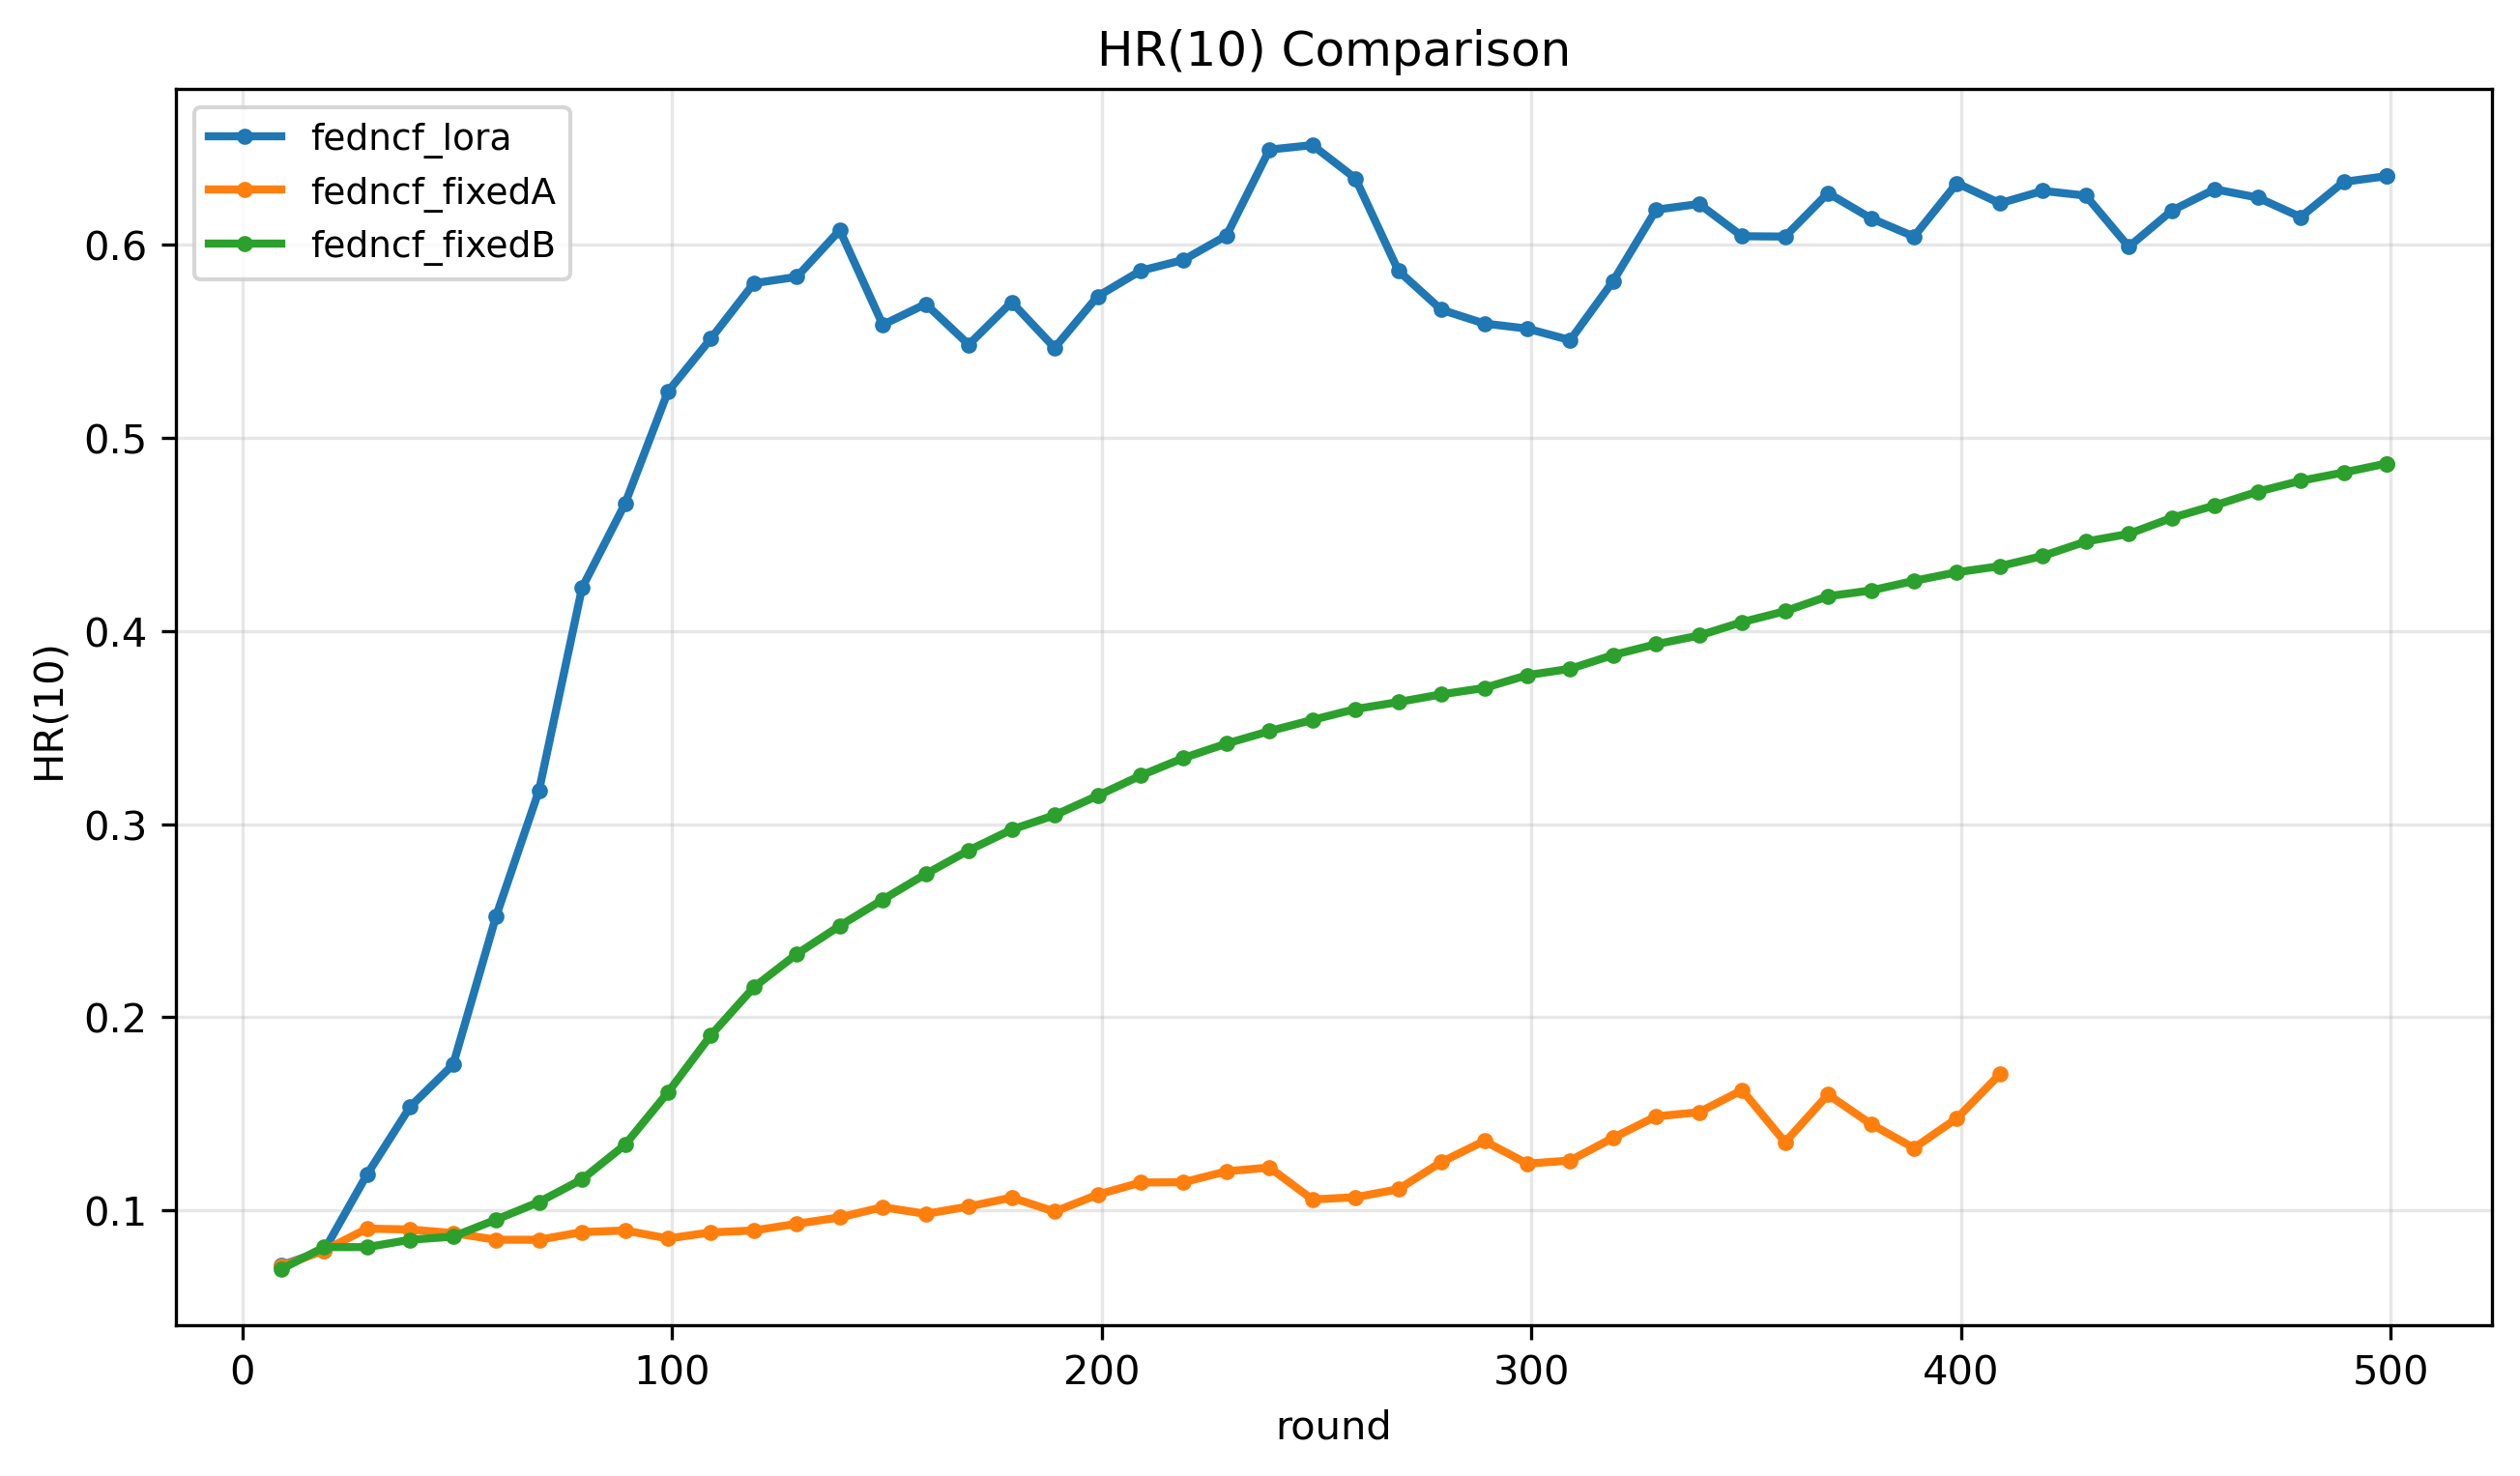 HR(10) Comparison
fedncf_lora
fedncf_fixedA
fedncf_fixedB
HR(10)
0.6
0.5
0.4
0.3
0.2
0.1
0 100 200 300 400 500
round